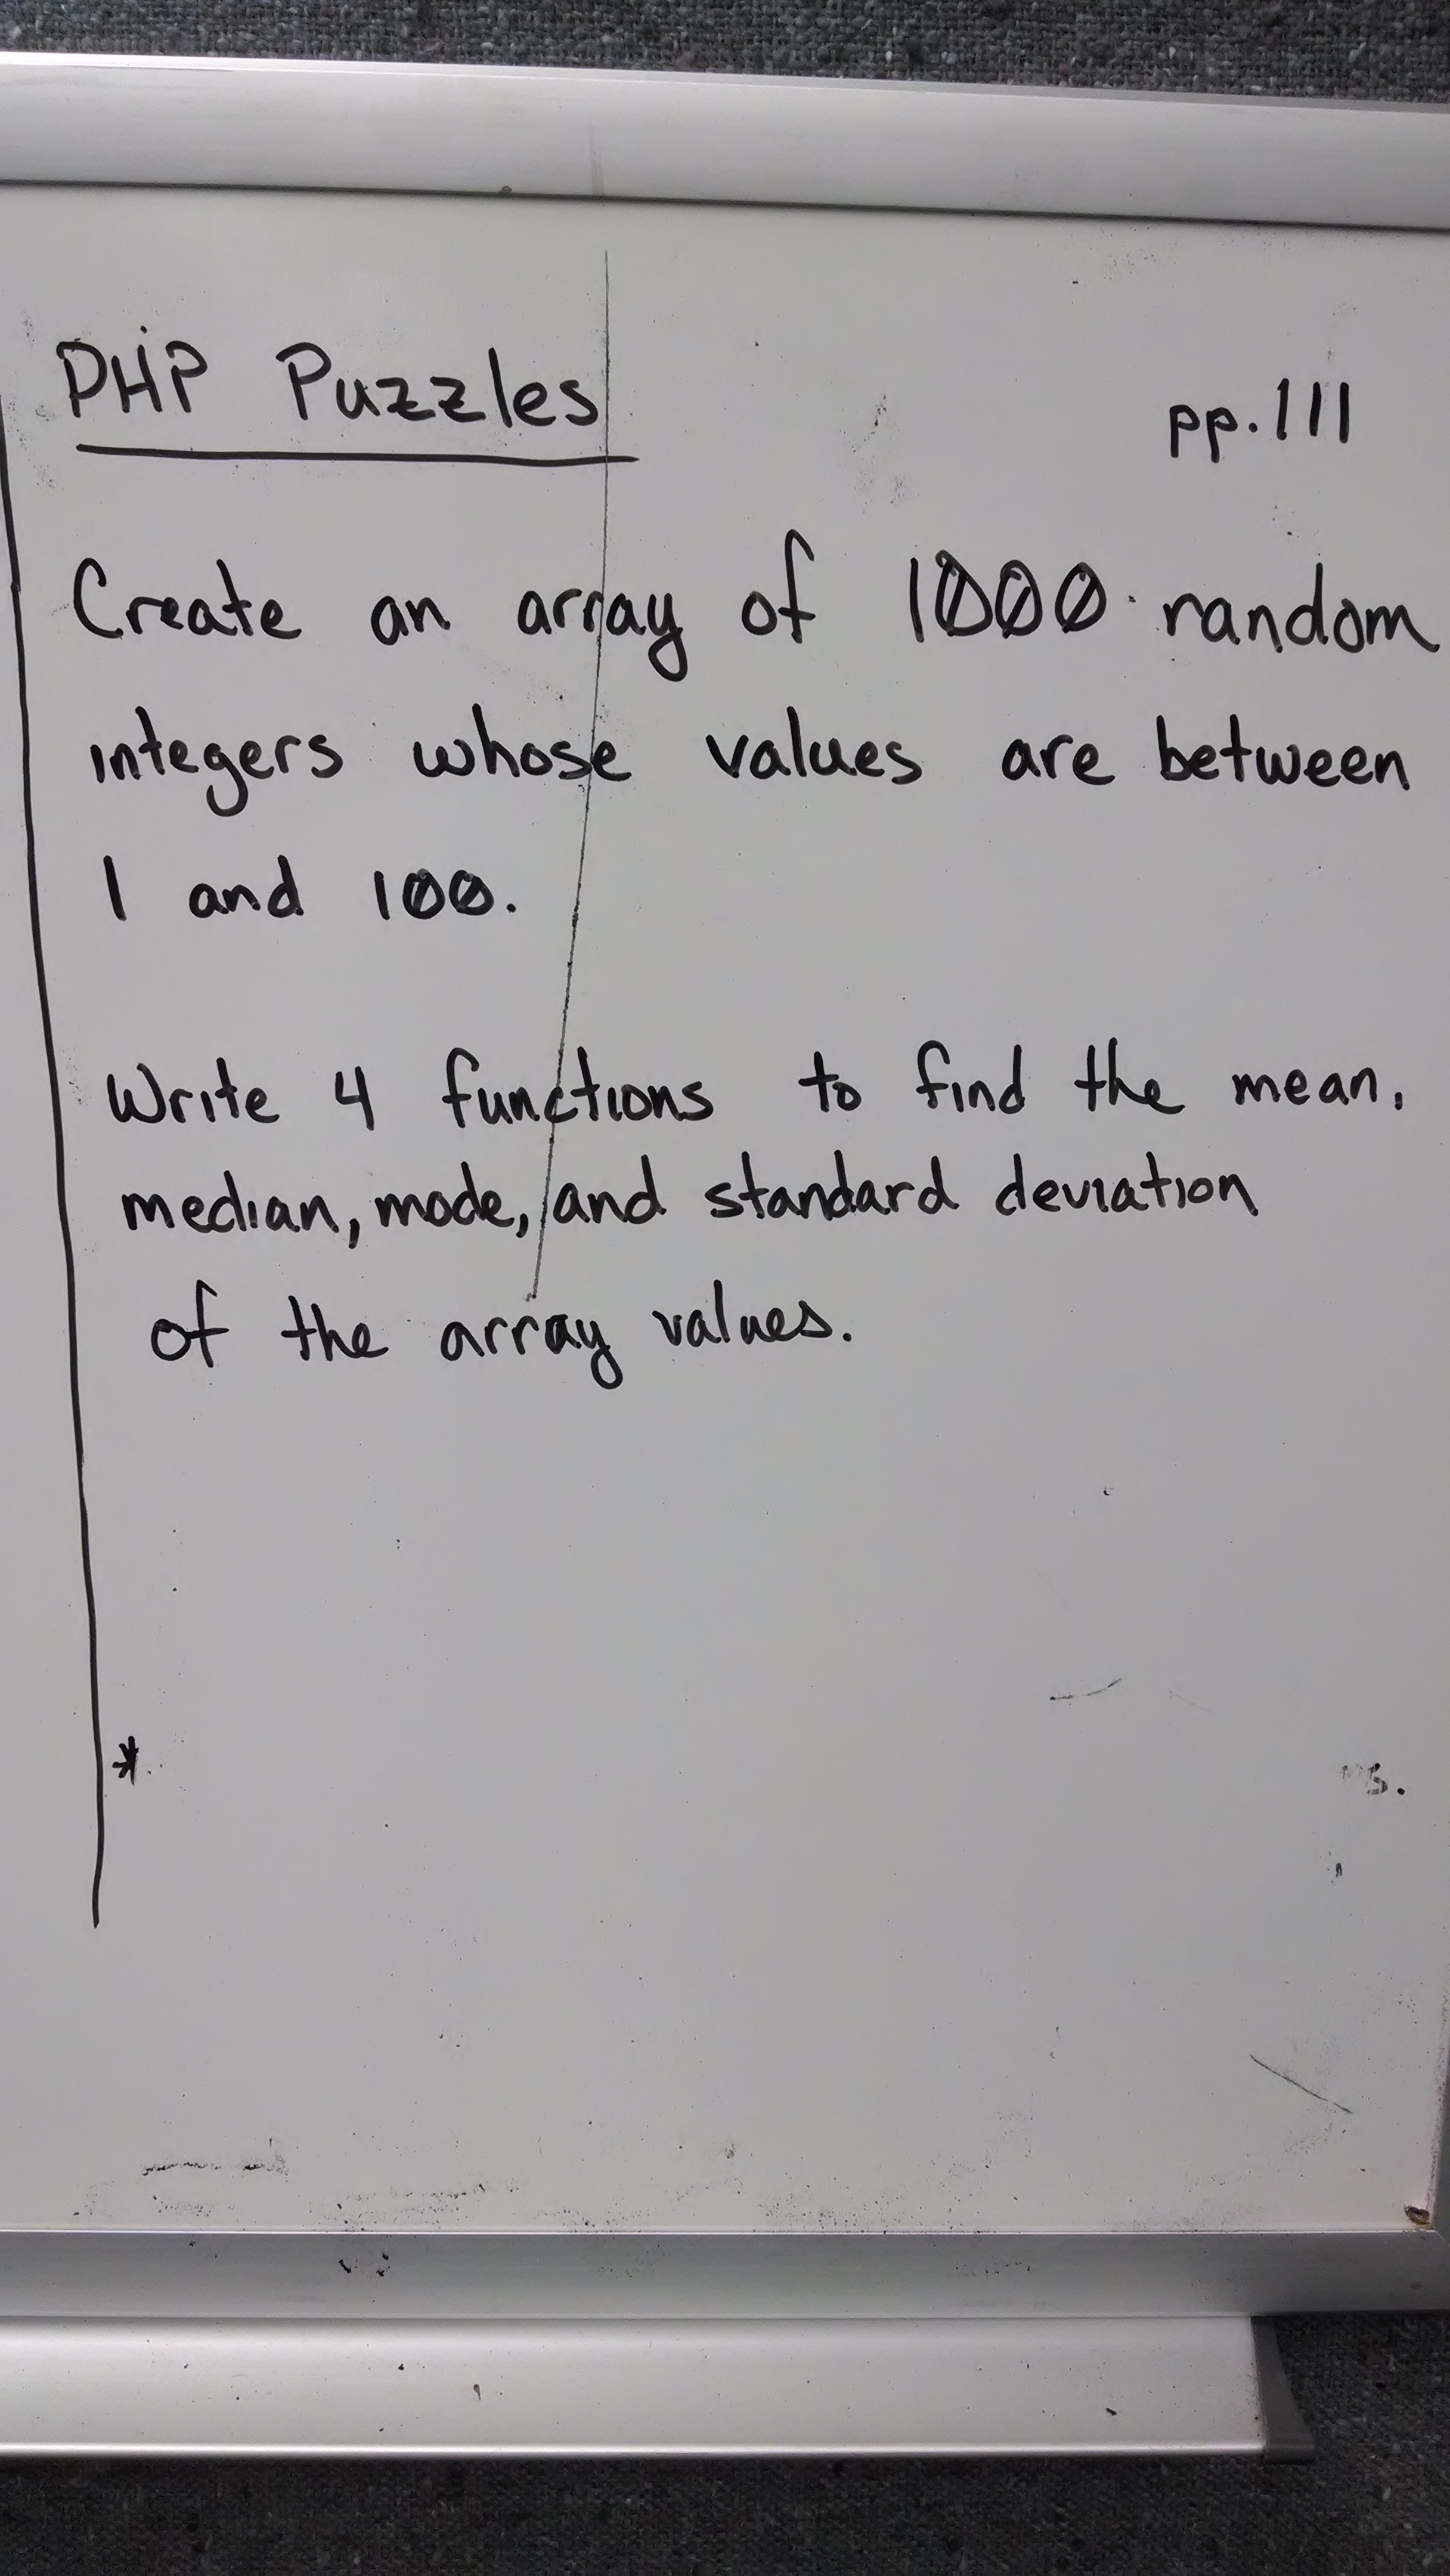 PHP Puzzles
pp.111
Create an array of 1000 random
integers whose values are between
1 and 100.
Write 4 functions to find the mean,
median, mode, and standard deviation
of the array values.
*